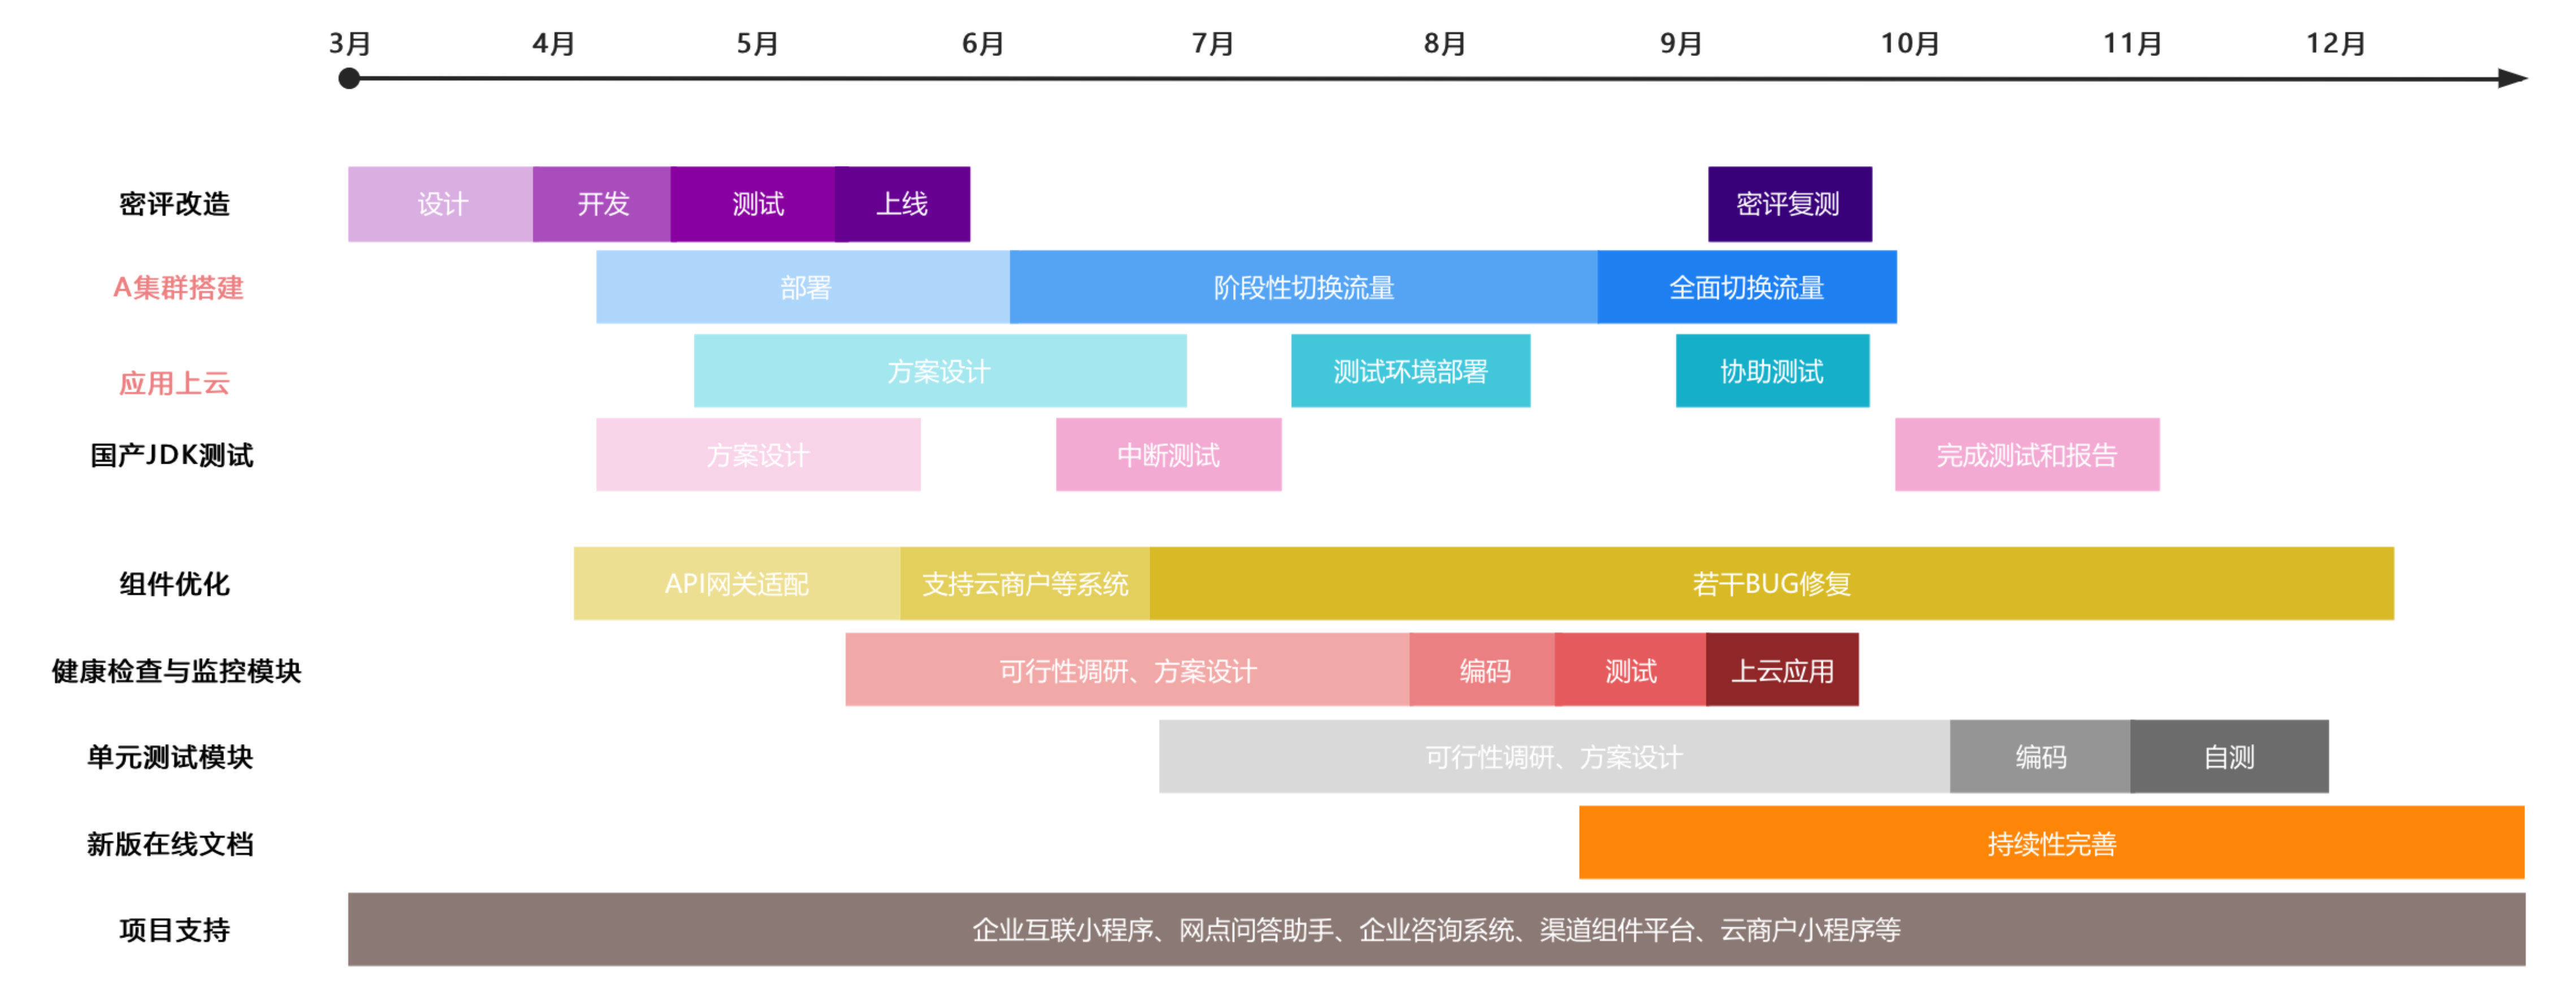 3月 4月 5月 6月 7月 8月 9月 10月 11月 12月
密评改造 设计 开发 测试 上线 密评复测
A集群搭建 部署 阶段性切换流量 全面切换流量
应用上云 方案设计 测试环境部署 协助测试
国产JDK测试 方案设计 中断测试 完成测试和报告
组件优化 API网关适配 支持云商户等系统 若干BUG修复
健康检查与监控模块 可行性调研、方案设计 编码 测试 上云应用
单元测试模块 可行性调研、方案设计 编码 自测
新版在线文档 持续性完善
项目支持 企业互联小程序、网点问答助手、企业咨询系统、渠道组件平台、云商户小程序等